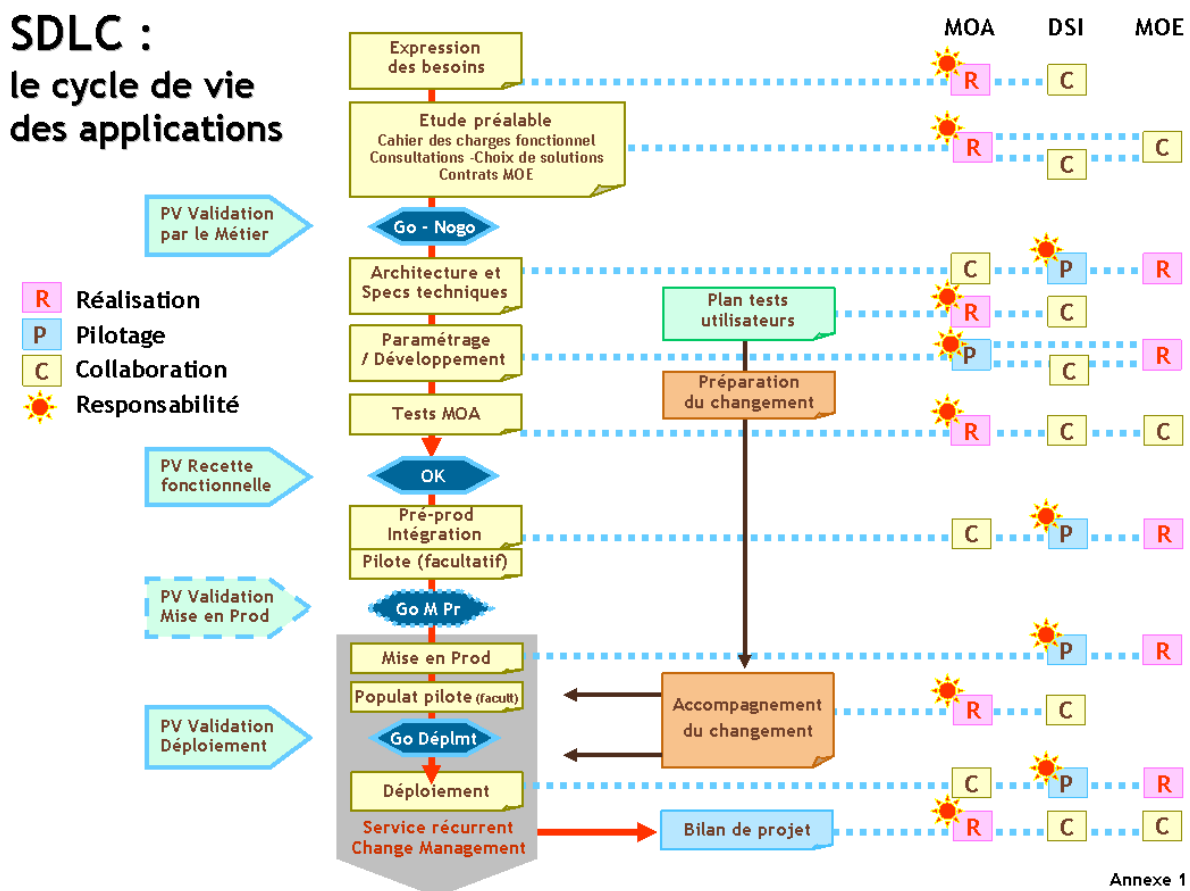 SDLC :
le cycle de vie
des applications
MOA
DSI
MOE
Expression
des besoins
R
C
Etude préalable
Cahier des charges fonctionnel
Consultations -Choix de solutions
Contrats MOE
R
C
C
PV Validation
par le Métier
Go - Nogo
Architecture et
Specs techniques
C
P
R
R Réalisation
P Pilotage
C Collaboration
Responsabilité
Plan tests
utilisateurs
R
C
Paramétrage
/ Développement
P
C
R
Préparation
du changement
Tests MOA
R
C
C
PV Recette
fonctionnelle
OK
Pré-prod
Intégration
C
P
R
Pilote (facultatif)
PV Validation
Mise en Prod
Go M Pr
Mise en Prod
P
R
Populat pilote (facutt)
Accompagnement
du changement
R
C
PV Validation
Déploiement
Go Déplmt
Déploiement
C
P
R
Service récurrent
Change Management
Bilan de projet
R
C
C
Annexe 1